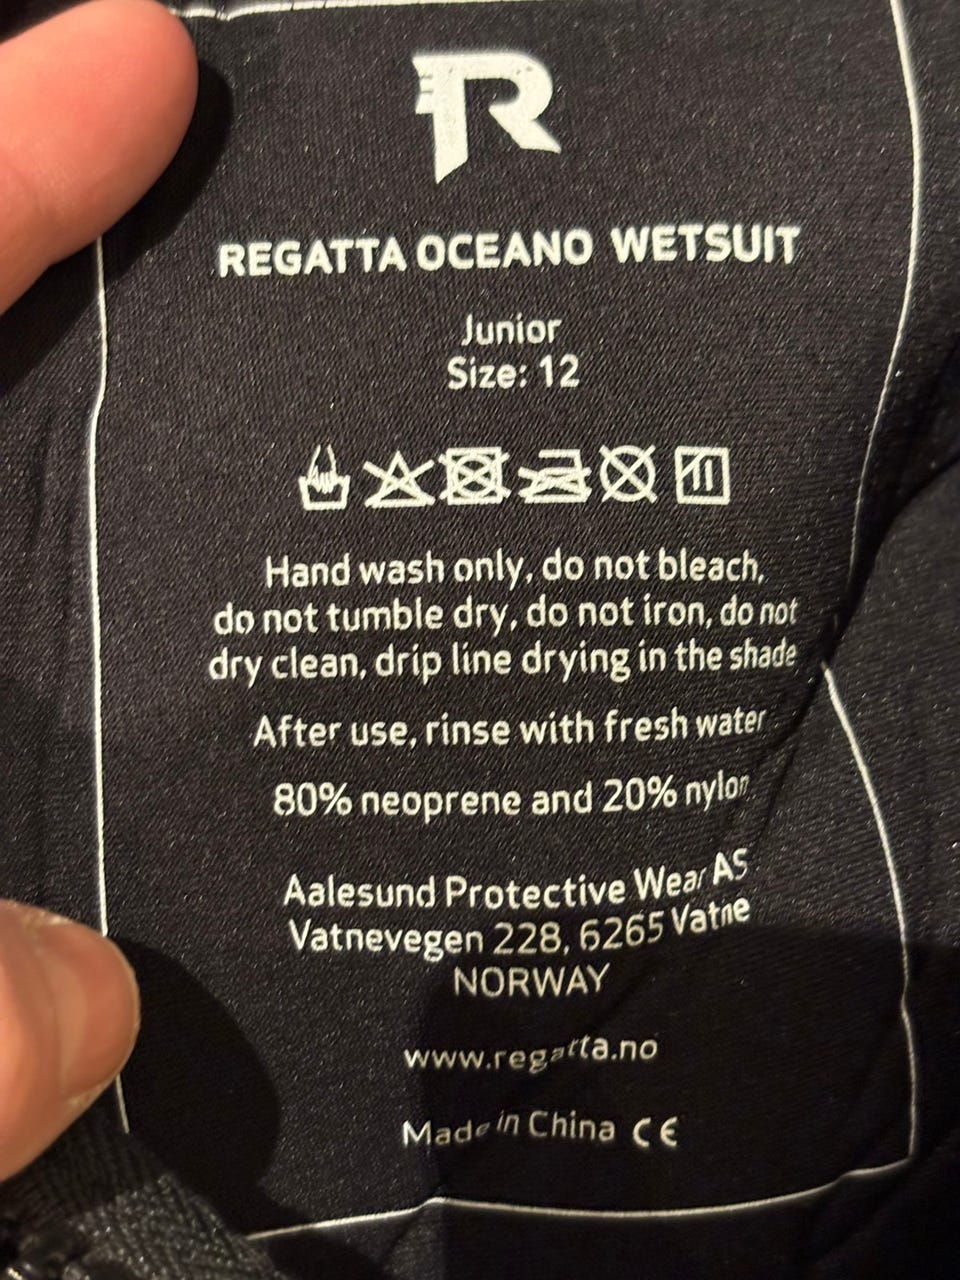 R
REGATTA OCEANO WETSUIT
Junior
Size: 12
Hand wash only, do not bleach,
do not tumble dry, do not iron, do not
dry clean, drip line drying in the shade
After use, rinse with fresh water
80% neoprene and 20% nylon
Aalesund Protective Wear AS
Vatnevegen 228, 6265 Vatne
NORWAY
www.regatta.no
Made in China CE